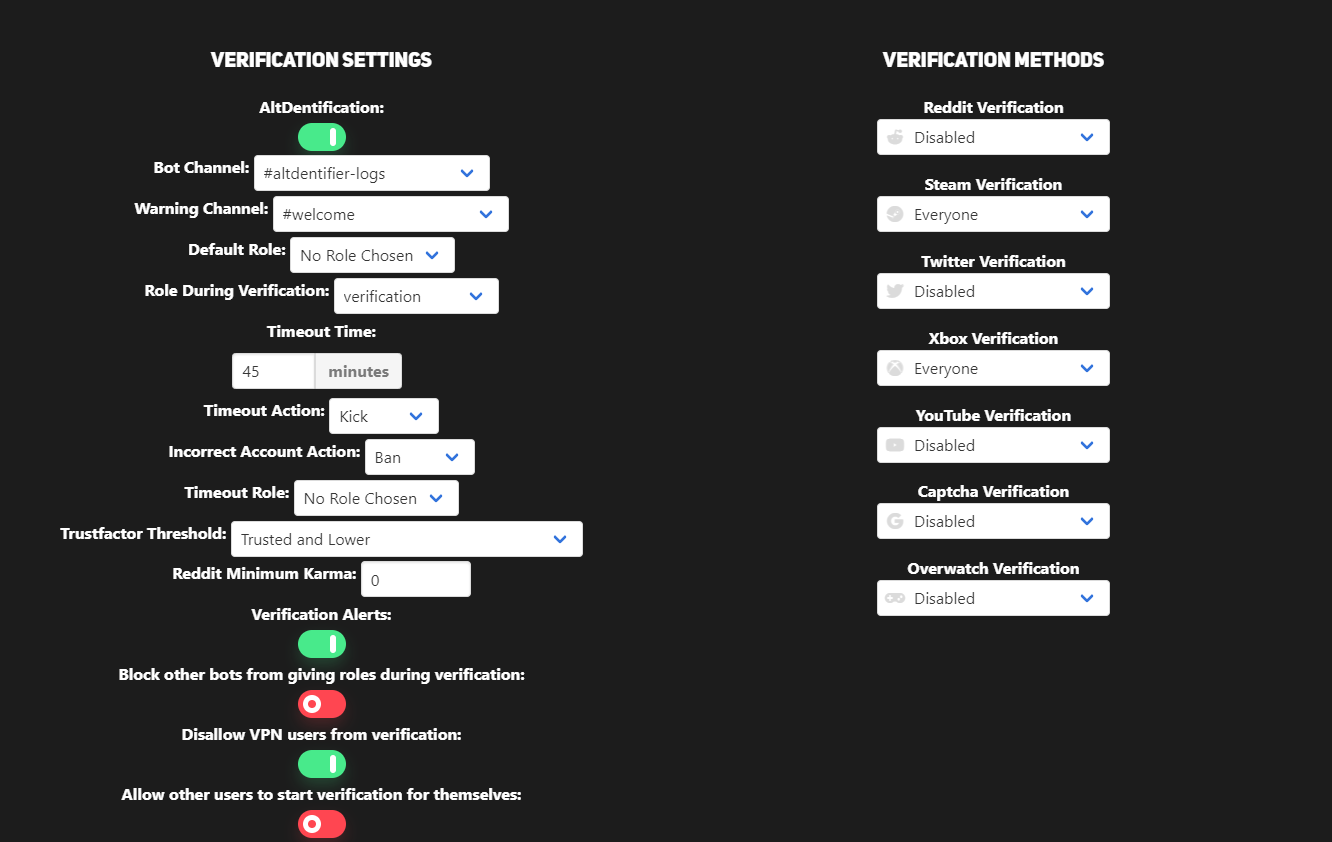 VERIFICATION SETTINGS
AltDentification:
Bot Channel: #altdentifier-logs
Warning Channel: #welcome
Default Role: No Role Chosen
Role During Verification: verification
Timeout Time:
45 minutes
Timeout Action: Kick
Incorrect Account Action: Ban
Timeout Role: No Role Chosen
Trustfactor Threshold: Trusted and Lower
Reddit Minimum Karma: 0
Verification Alerts:
Block other bots from giving roles during verification:
Disallow VPN users from verification:
Allow other users to start verification for themselves:
VERIFICATION METHODS
Reddit Verification
Disabled
Steam Verification
Everyone
Twitter Verification
Disabled
Xbox Verification
Everyone
YouTube Verification
Disabled
Captcha Verification
Disabled
Overwatch Verification
Disabled